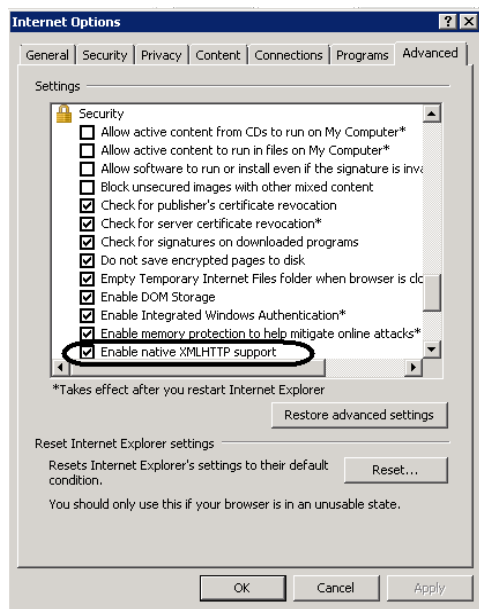 Internet Options
General Security Privacy Content Connections Programs Advanced
Settings
Security
Allow active content from CDs to run on My Computer*
Allow active content to run in files on My Computer*
Allow software to run or install even if the signature is inva
Block unsecured images with other mixed content
Check for publisher's certificate revocation
Check for server certificate revocation*
Check for signatures on downloaded programs
Do not save encrypted pages to disk
Empty Temporary Internet Files folder when browser is clo
Enable DOM Storage
Enable Integrated Windows Authentication*
Enable memory protection to help mitigate online attacks*
Enable native XMLHTTP support
*Takes effect after you restart Internet Explorer
Restore advanced settings
Reset Internet Explorer settings
Resets Internet Explorer's settings to their default
condition.
Reset...
You should only use this if your browser is in an unusable state.
OK Cancel Apply